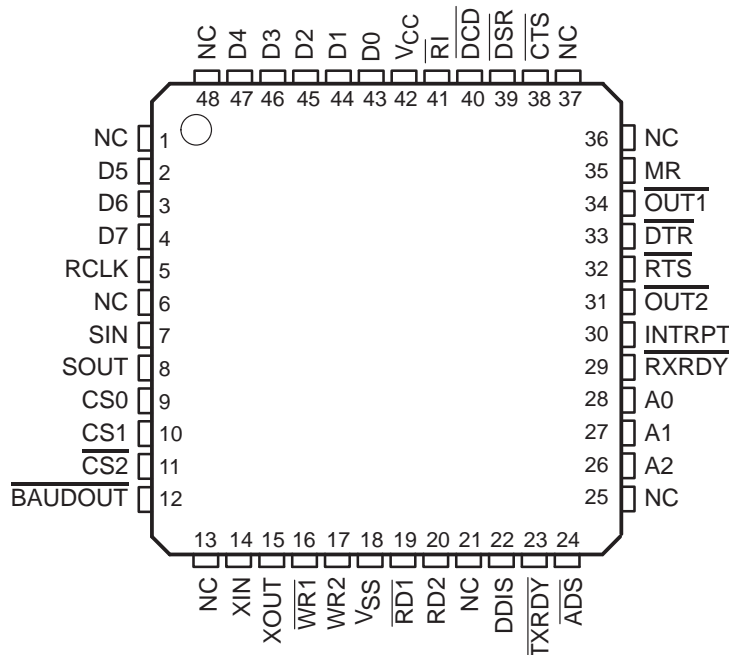 NC D4 D3 D2 D1 D0 VCC RI DCD DSR CTS NC
48 47 46 45 44 43 42 41 40 39 38 37
NC 1
D5 2
D6 3
D7 4
RCLK 5
NC 6
SIN 7
SOUT 8
CS0 9
CS1 10
CS2 11
BAUDOUT 12
36 NC
35 MR
34 OUT1
33 DTR
32 RTS
31 OUT2
30 INTRPT
29 RXRDY
28 A0
27 A1
26 A2
25 NC
13 14 15 16 17 18 19 20 21 22 23 24
NC XIN XOUT WR1 WR2 VSS RD1 RD2 NC DDIS TXRDY ADS